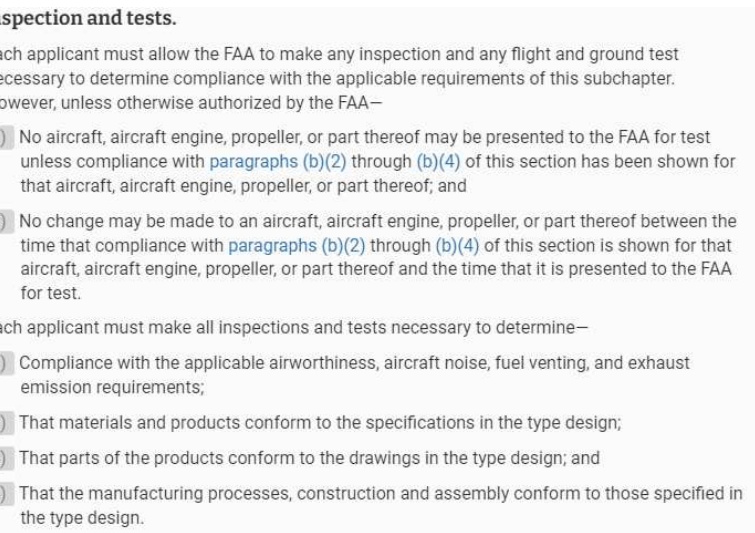 spection and tests.
ach applicant must allow the FAA to make any inspection and any flight and ground test
ecessary to determine compliance with the applicable requirements of this subchapter.
owever, unless otherwise authorized by the FAA—
) No aircraft, aircraft engine, propeller, or part thereof may be presented to the FAA for test
unless compliance with paragraphs (b)(2) through (b)(4) of this section has been shown for
that aircraft, aircraft engine, propeller, or part thereof; and
) No change may be made to an aircraft, aircraft engine, propeller, or part thereof between the
time that compliance with paragraphs (b)(2) through (b)(4) of this section is shown for that
aircraft, aircraft engine, propeller, or part thereof and the time that it is presented to the FAA
for test.
ach applicant must make all inspections and tests necessary to determine—
) Compliance with the applicable airworthiness, aircraft noise, fuel venting, and exhaust
emission requirements;
) That materials and products conform to the specifications in the type design;
) That parts of the products conform to the drawings in the type design; and
) That the manufacturing processes, construction and assembly conform to those specified in
the type design.